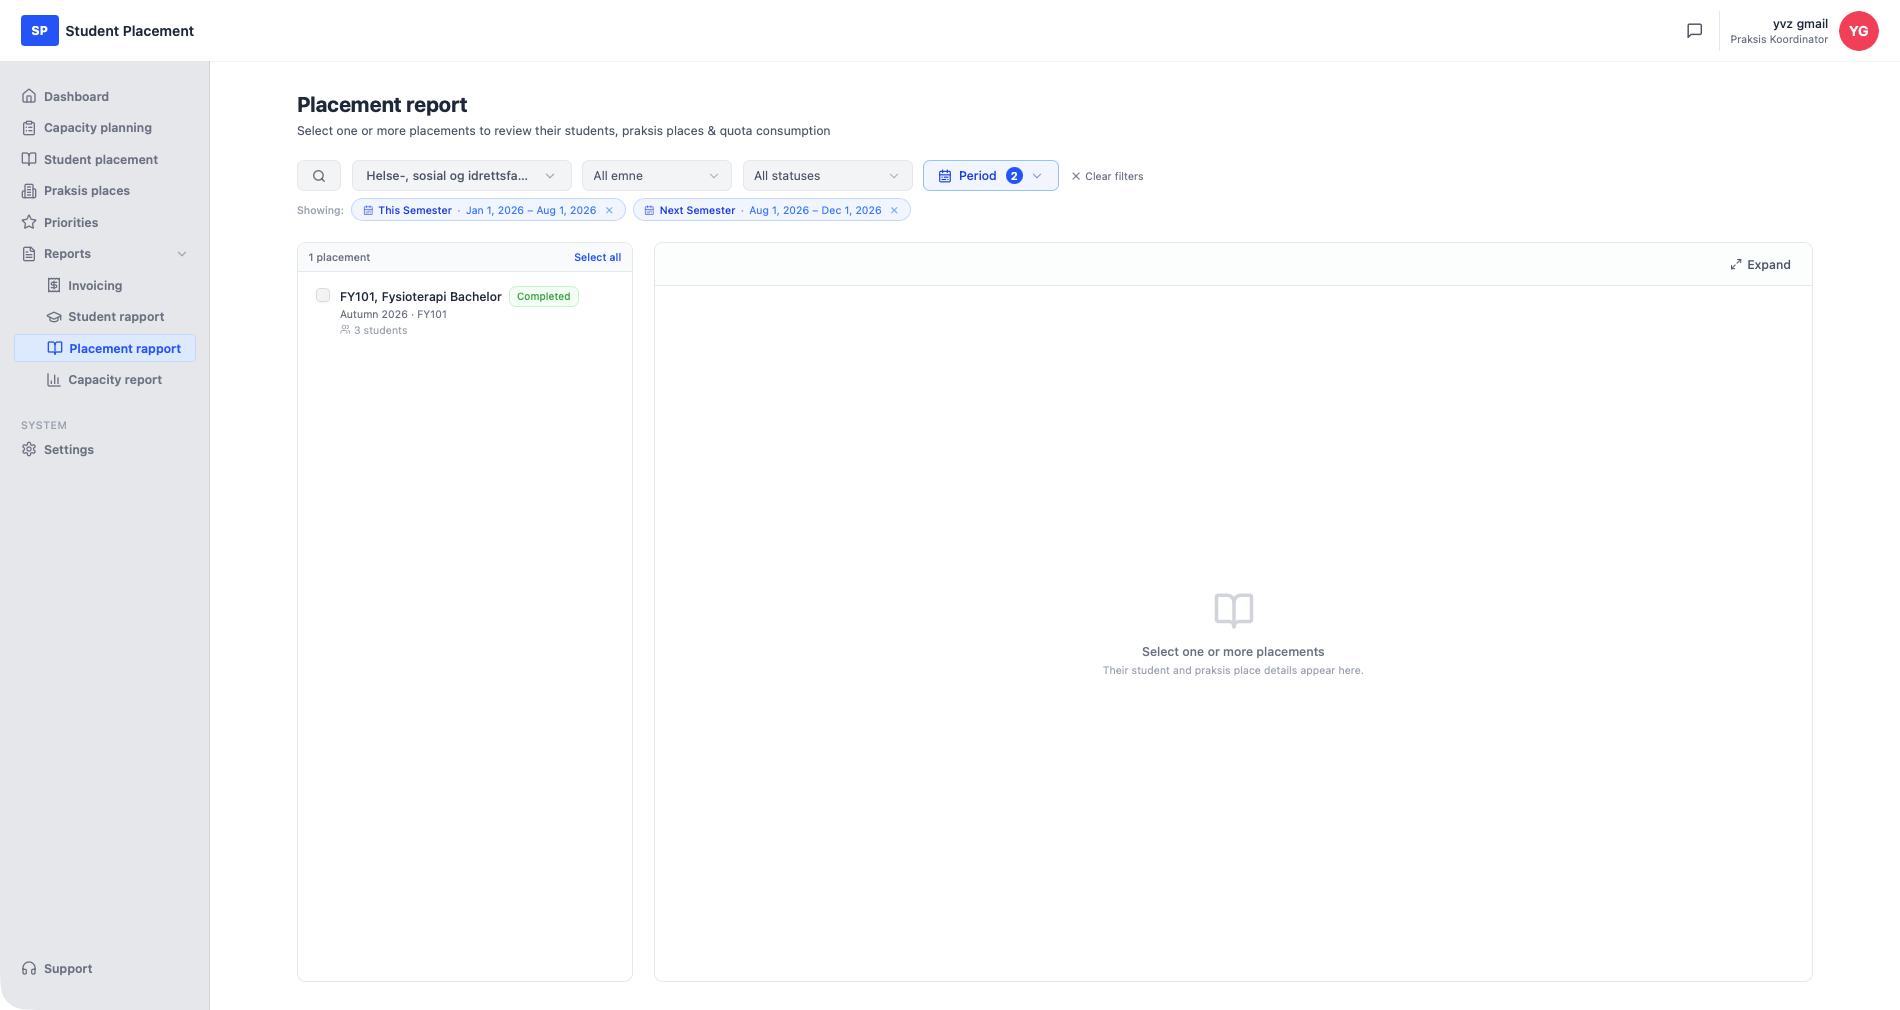 SP Student Placement
yvz gmail
Praksis Koordinator
YG
Dashboard
Capacity planning
Student placement
Praksis places
Priorities
Reports
Invoicing
Student rapport
Placement rapport
Capacity report
SYSTEM
Settings
Support
Placement report
Select one or more placements to review their students, praksis places & quota consumption
Helse-, sosial og idrettsfa... All emne All statuses Period 2 Clear filters
Showing: This Semester · Jan 1, 2026 – Aug 1, 2026 Next Semester · Aug 1, 2026 – Dec 1, 2026
1 placement Select all
FY101, Fysioterapi Bachelor Completed
Autumn 2026 · FY101
3 students
Expand
Select one or more placements
Their student and praksis place details appear here.